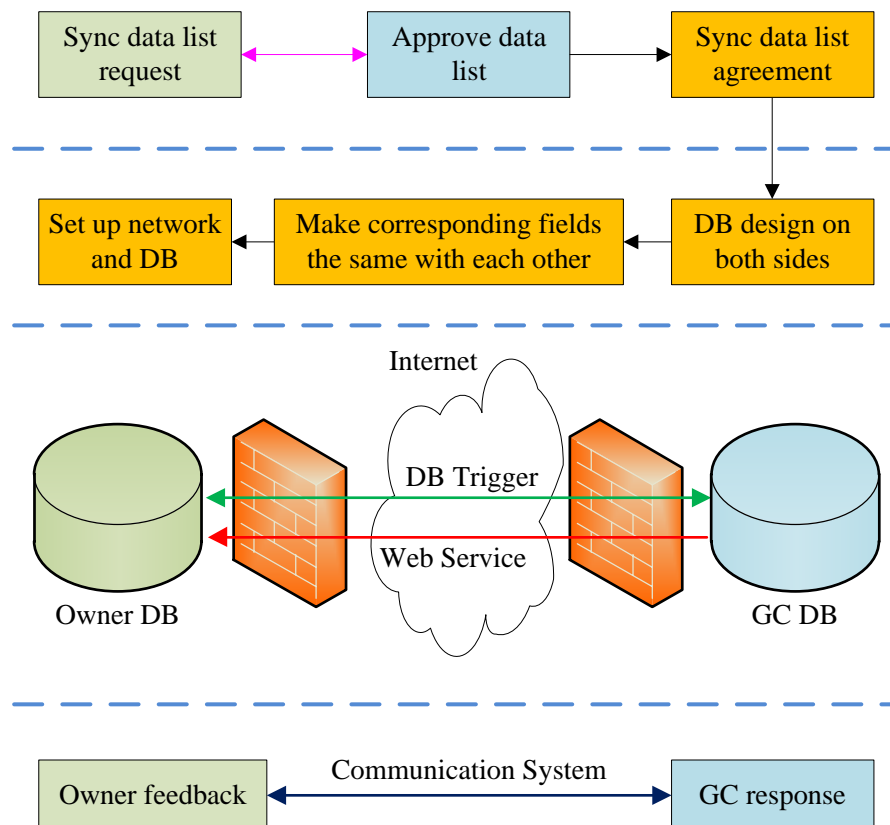 Sync data list
request
Approve data
list
Sync data list
agreement
Set up network
and DB
Make corresponding fields
the same with each other
DB design on
both sides
Internet
DB Trigger
Web Service
Owner DB
GC DB
Communication System
Owner feedback
GC response